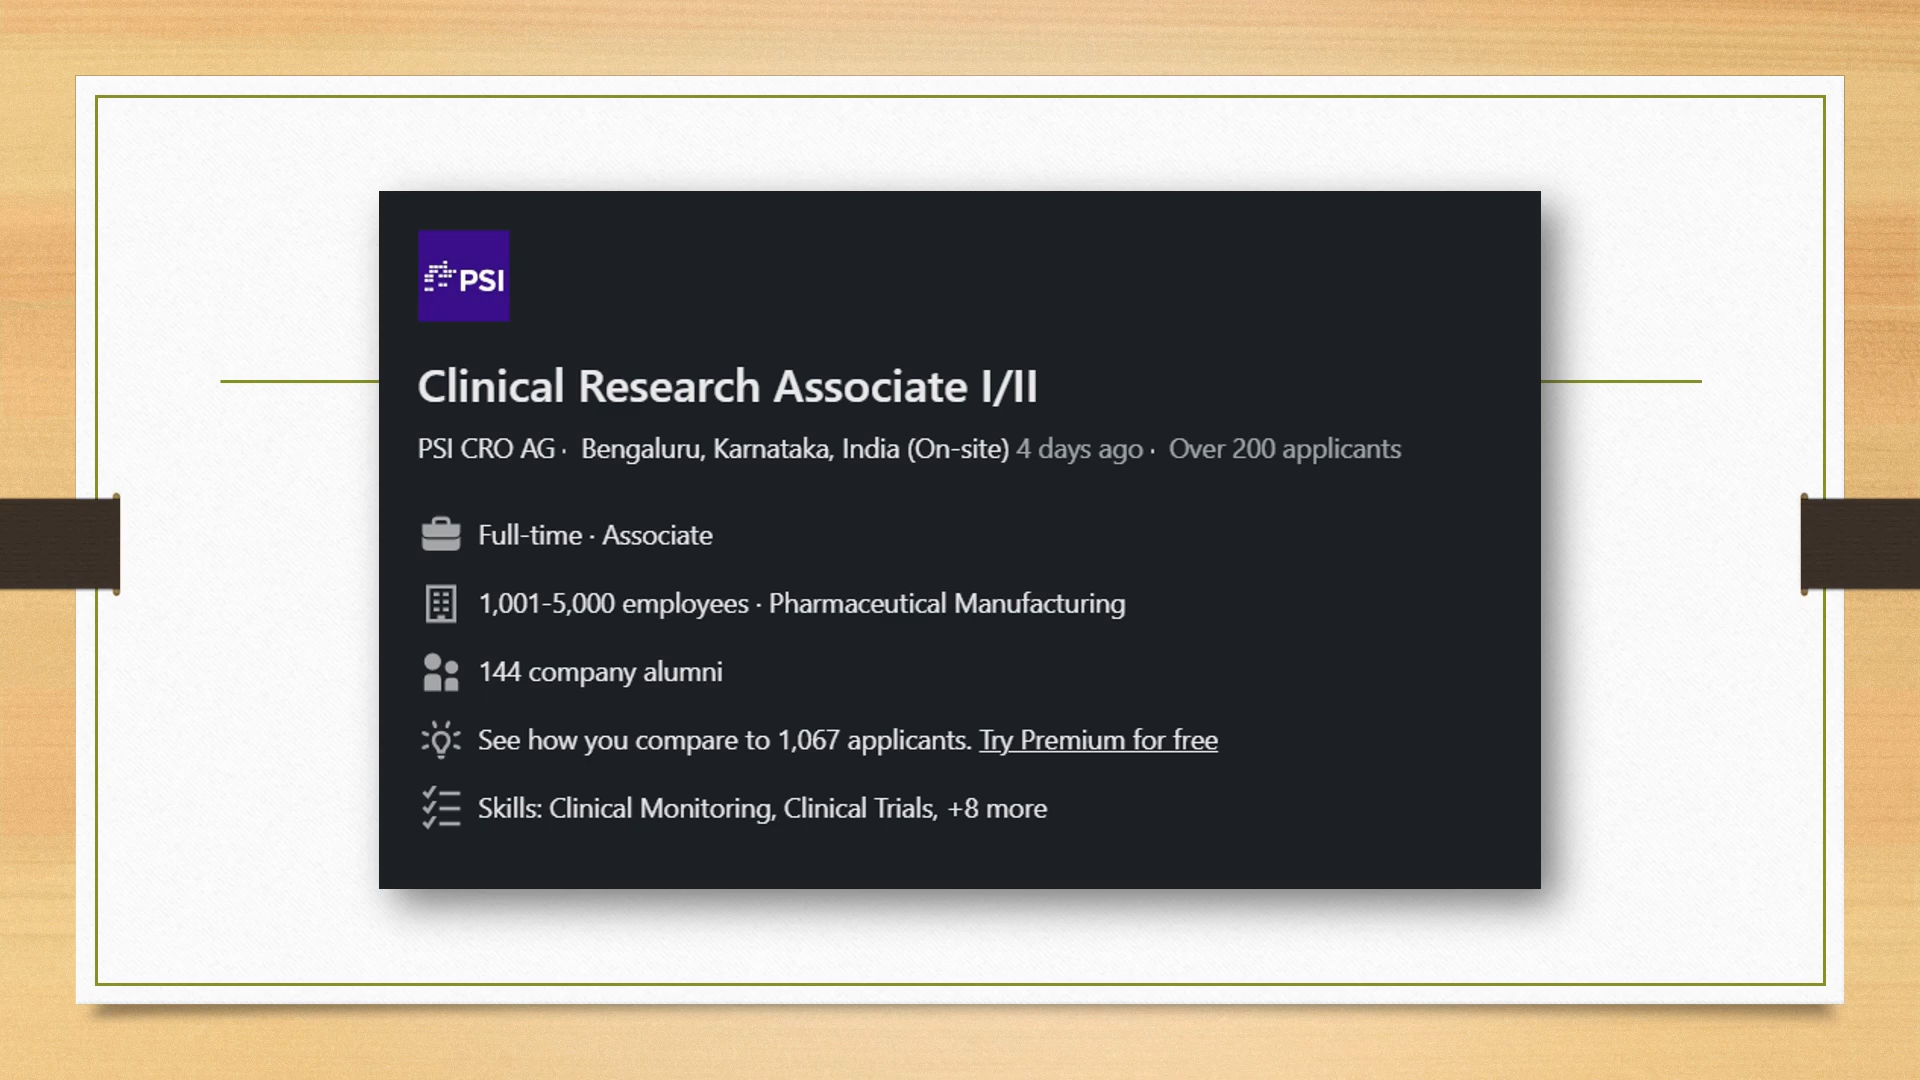 PSI
Clinical Research Associate I/II
PSI CRO AG · Bengaluru, Karnataka, India (On-site) 4 days ago · Over 200 applicants
Full-time · Associate
1,001-5,000 employees · Pharmaceutical Manufacturing
144 company alumni
See how you compare to 1,067 applicants. Try Premium for free
Skills: Clinical Monitoring, Clinical Trials, +8 more